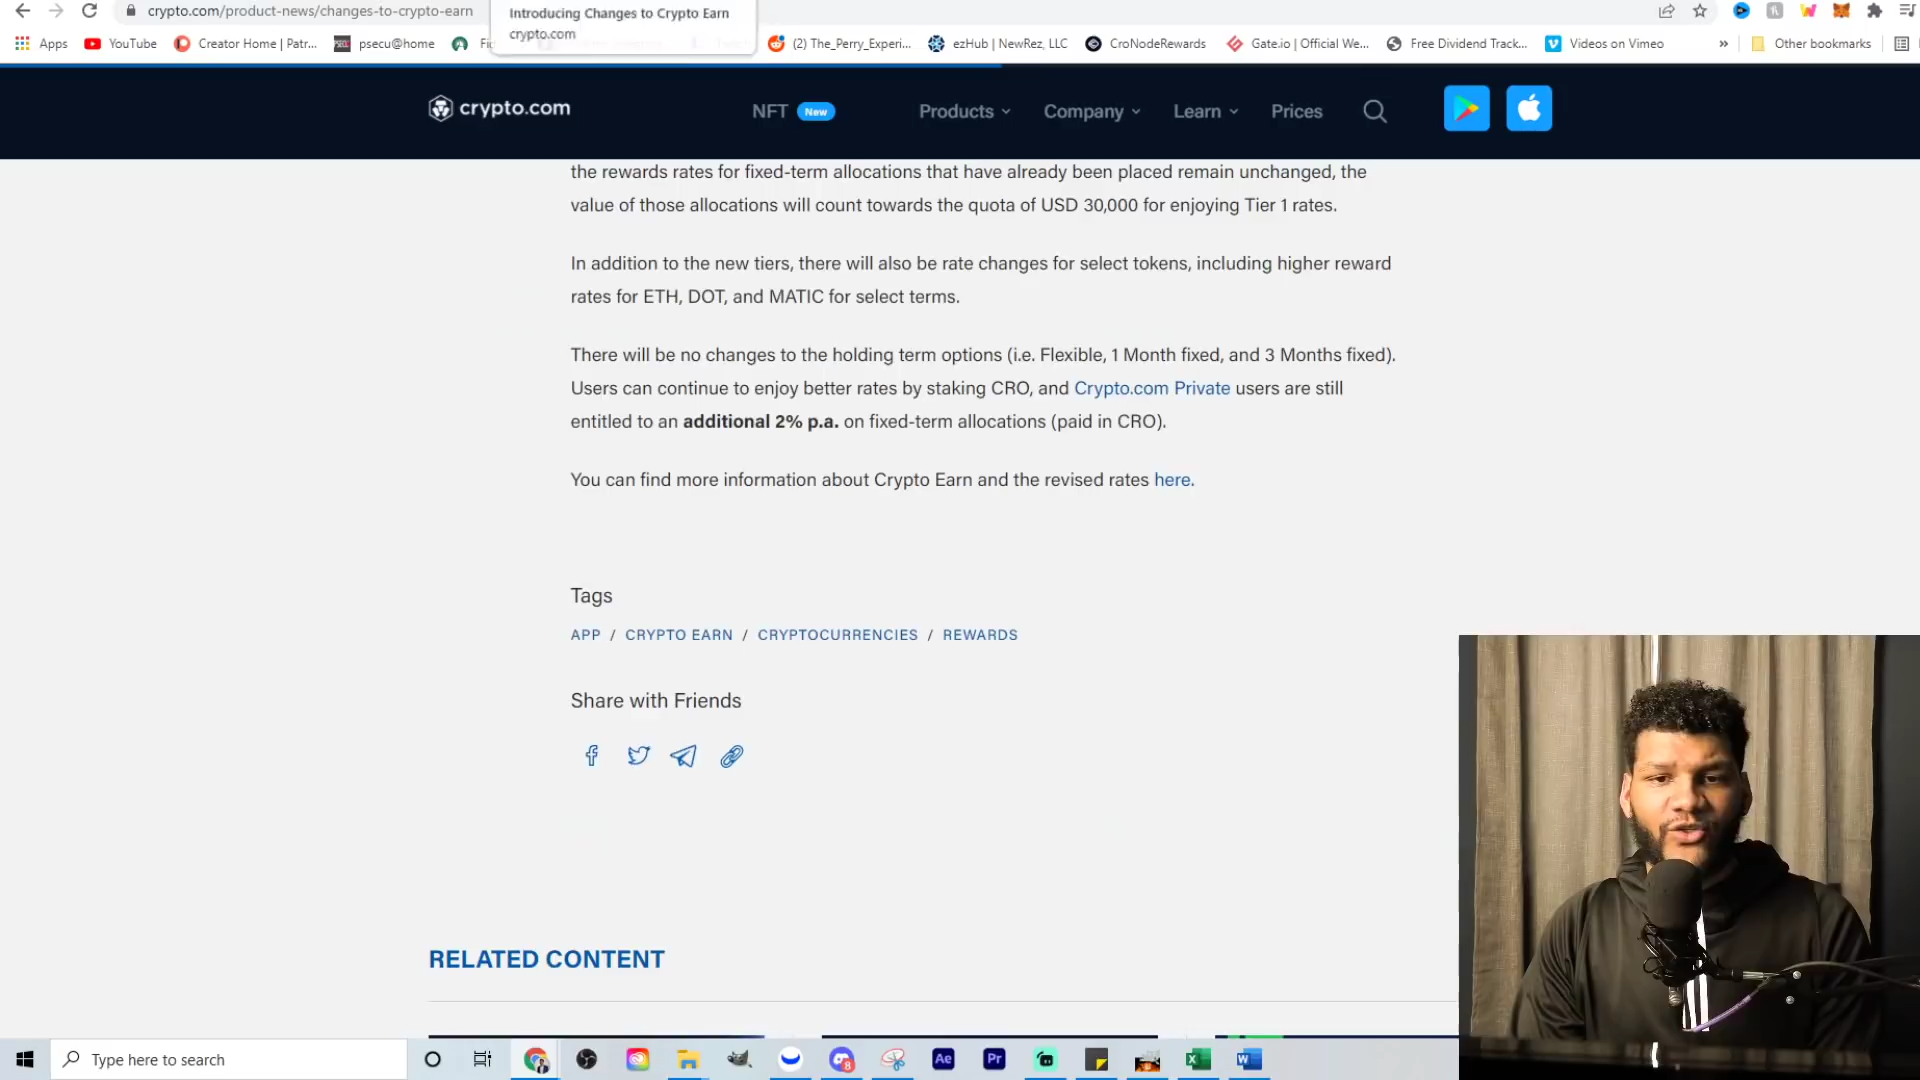 crypto.com/product-news/changes-to-crypto-earn
Introducing Changes to Crypto Earn
crypto.com
Apps
YouTube
Creator Home | Patr...
psecu@home
(2) The_Perry_Experi...
ezHub | NewRez, LLC
CroNodeRewards
Gate.io | Official We...
Free Dividend Track...
Videos on Vimeo
»
Other bookmarks
crypto.com
NFT New
Products
Company
Learn
Prices
the rewards rates for fixed-term allocations that have already been placed remain unchanged, the
value of those allocations will count towards the quota of USD 30,000 for enjoying Tier 1 rates.
In addition to the new tiers, there will also be rate changes for select tokens, including higher reward
rates for ETH, DOT, and MATIC for select terms.
There will be no changes to the holding term options (i.e. Flexible, 1 Month fixed, and 3 Months fixed).
Users can continue to enjoy better rates by staking CRO, and Crypto.com Private users are still
entitled to an additional 2% p.a. on fixed-term allocations (paid in CRO).
You can find more information about Crypto Earn and the revised rates here.
Tags
APP / CRYPTO EARN / CRYPTOCURRENCIES / REWARDS
Share with Friends
RELATED CONTENT
Type here to search
Ae
Pr